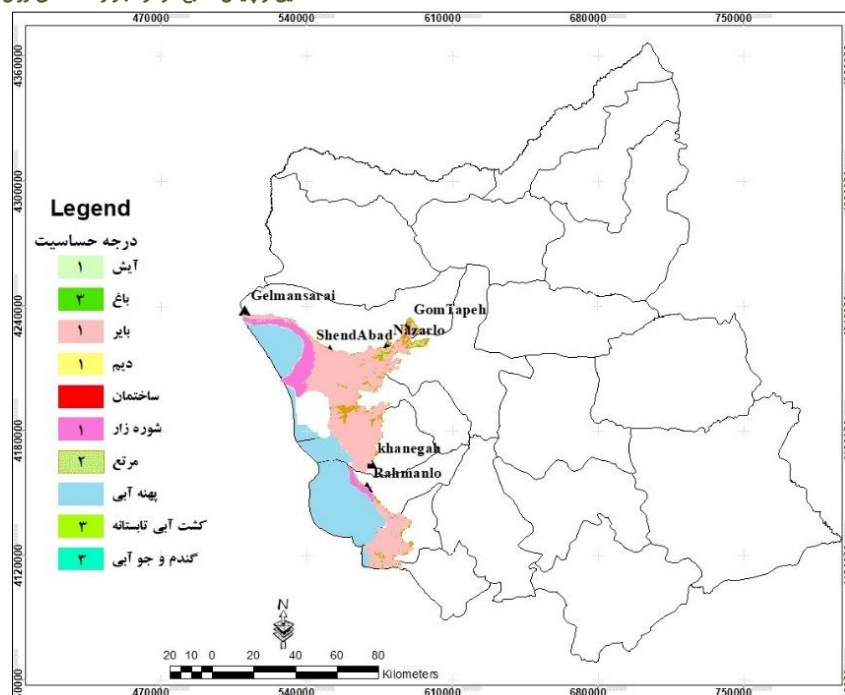 470000 540000 610000 680000 750000
4360000
4300000
4240000
4180000
4120000
Legend
درجه حساسیت
۱ آیش
۳ باغ
۱ بایر
۱ دیم
ساختمان
۱ شوره زار
۲ مرتع
پهنه آبی
۳ کشت آبی تابستانه
۳ گندم و جو آبی
Gelmansarai
GomTapeh
ShendAbad Nazarlo
khanegah
Rahmanlo
N
20 10 0 20 40 60 80
Kilometers
470000 540000 610000 680000 750000